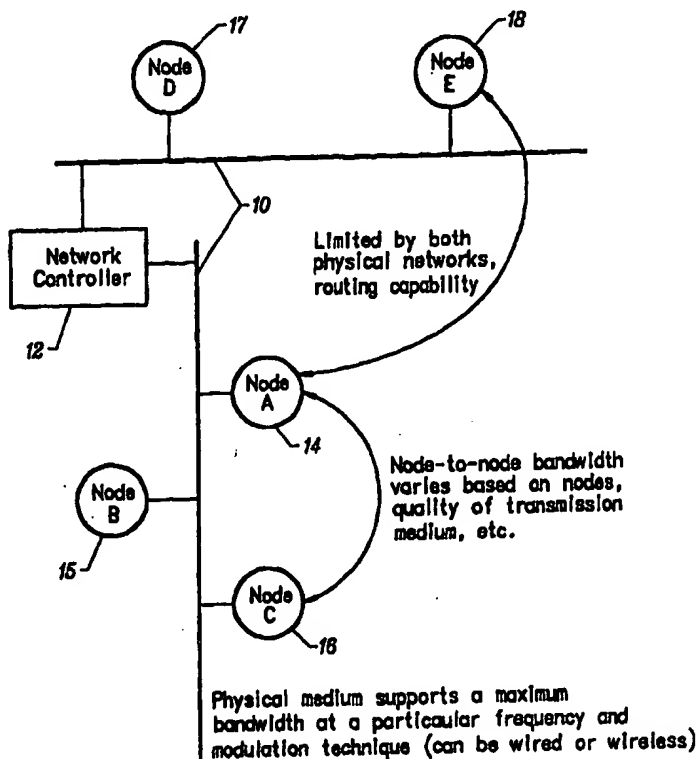 17
18
Node
D
Node
E
10
Network
Controller
12
Limited by both
physical networks,
routing capability
Node
A
14
Node-to-node bandwidth
varies based on nodes,
quality of transmission
medium, etc.
Node
B
15
Node
C
16
Physical medium supports a maximum
bandwidth at a particular frequency and
modulation technique (can be wired or wireless)